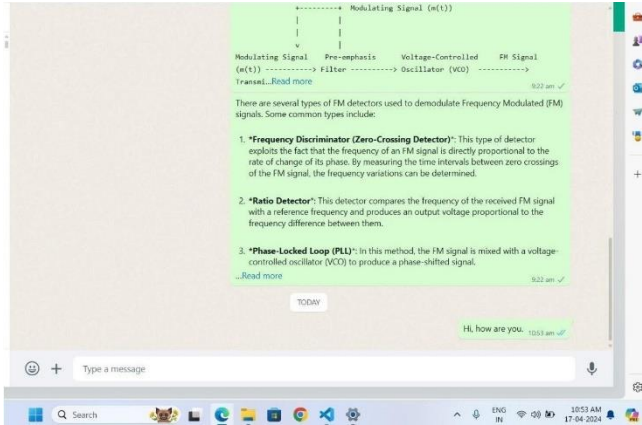 +---------+ Modulating Signal (m(t))
| |
| |
v |
Modulating Signal Pre-emphasis Voltage-Controlled FM Signal
(m(t)) -----------> Filter ----------> Oscillator (VCO) ----------->
Transmi...Read more
9:22 am
There are several types of FM detectors used to demodulate Frequency Modulated (FM)
signals. Some common types include:
1. *Frequency Discriminator (Zero-Crossing Detector)*: This type of detector
exploits the fact that the frequency of an FM signal is directly proportional to the
rate of change of its phase. By measuring the time intervals between zero crossings
of the FM signal, the frequency variations can be determined.
2. *Ratio Detector*: This detector compares the frequency of the received FM signal
with a reference frequency and produces an output voltage proportional to the
frequency difference between them.
3. *Phase-Locked Loop (PLL)*: In this method, the FM signal is mixed with a voltage-
controlled oscillator (VCO) to produce a phase-shifted signal.
...Read more
9:22 am
TODAY
Hi, how are you. 10:53 am
Type a message
Search
ENG
IN
10:53 AM
17-04-2024